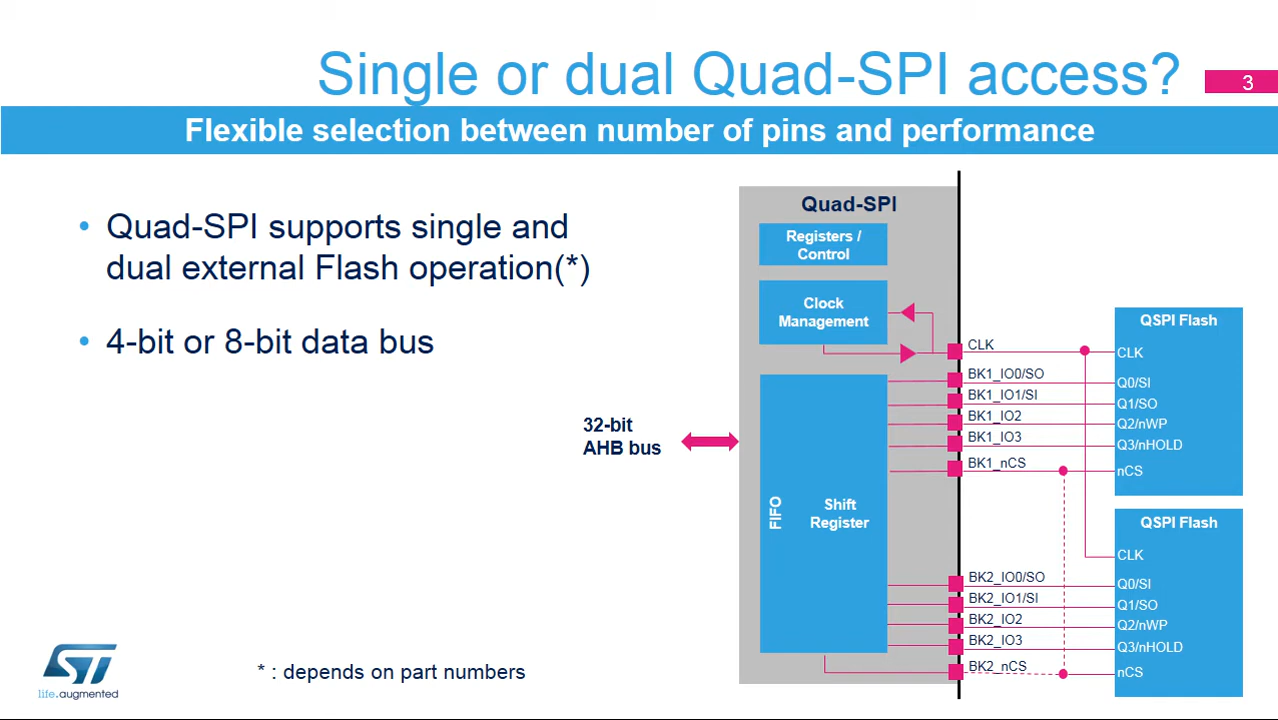 Single or dual Quad-SPI access?
3
Flexible selection between number of pins and performance
• Quad-SPI supports single and
dual external Flash operation(*)
• 4-bit or 8-bit data bus
32-bit
AHB bus
Quad-SPI
Registers /
Control
Clock
Management
FIFO
Shift
Register
CLK
BK1_IO0/SO
BK1_IO1/SI
BK1_IO2
BK1_IO3
BK1_nCS
BK2_IO0/SO
BK2_IO1/SI
BK2_IO2
BK2_IO3
BK2_nCS
QSPI Flash
CLK
Q0/SI
Q1/SO
Q2/nWP
Q3/nHOLD
nCS
QSPI Flash
CLK
Q0/SI
Q1/SO
Q2/nWP
Q3/nHOLD
nCS
ST
life.augmented
* : depends on part numbers